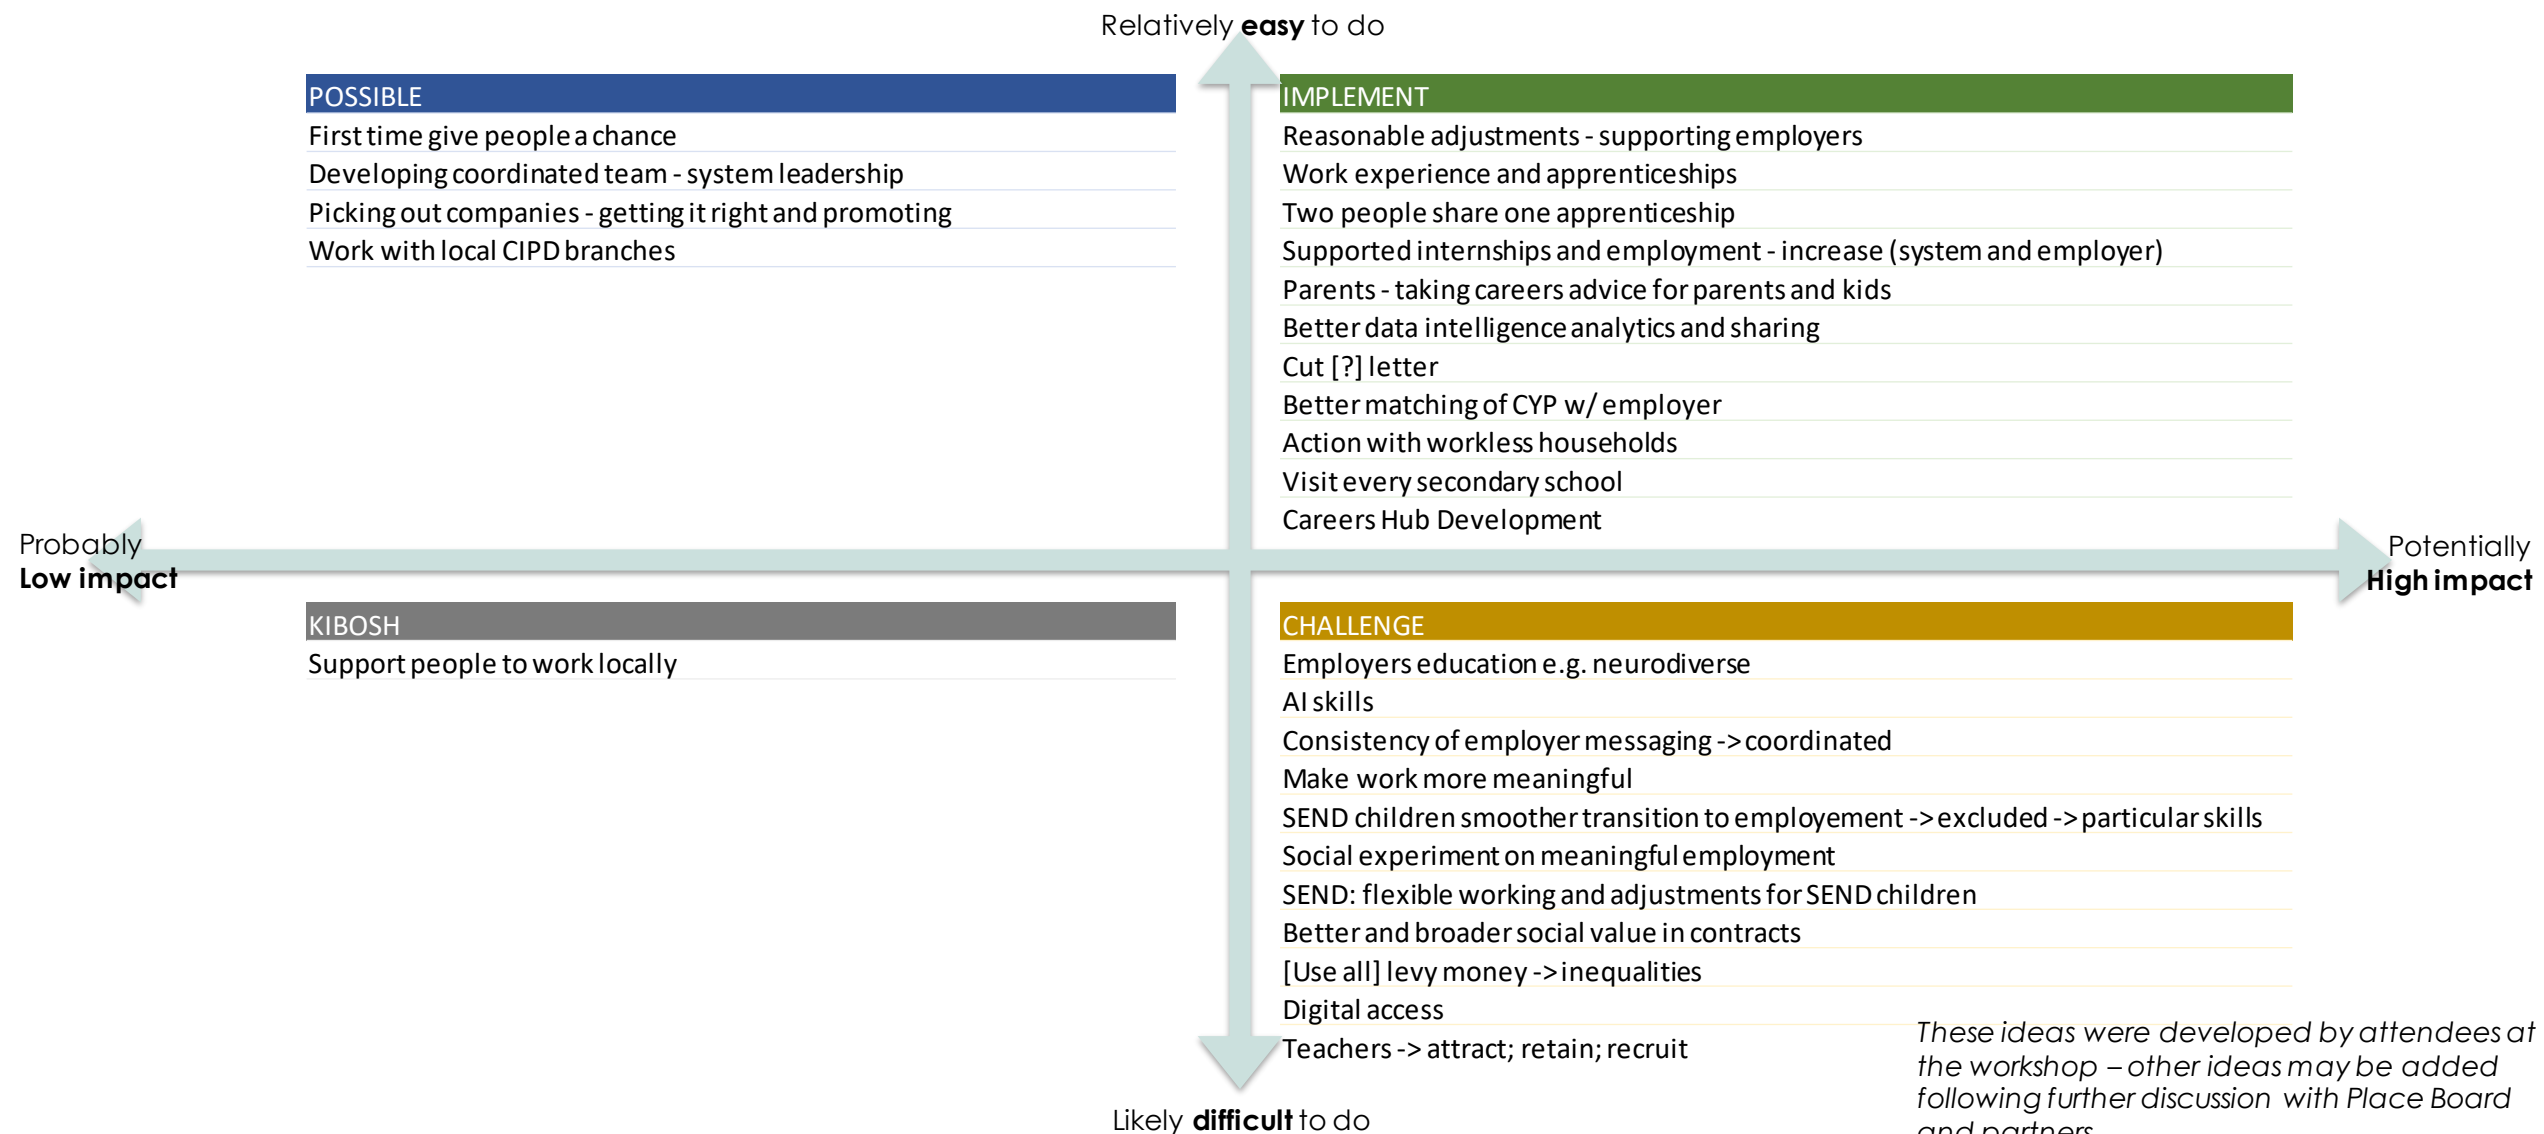 Relatively easy to do
POSSIBLE
First time give people a chance
Developing coordinated team - system leadership
Picking out companies - getting it right and promoting
Work with local CIPD branches
IMPLEMENT
Reasonable adjustments - supporting employers
Work experience and apprenticeships
Two people share one apprenticeship
Supported internships and employment - increase (system and employer)
Parents - taking careers advice for parents and kids
Better data intelligence analytics and sharing
Cut [?] letter
Better matching of CYP w/ employer
Action with workless households
Visit every secondary school
Careers Hub Development
Probably
Low impact
Potentially
High impact
KIBOSH
Support people to work locally
CHALLENGE
Employers education e.g. neurodiverse
AI skills
Consistency of employer messaging -> coordinated
Make work more meaningful
SEND children smoother transition to employement -> excluded -> particular skills
Social experiment on meaningful employment
SEND: flexible working and adjustments for SEND children
Better and broader social value in contracts
[Use all] levy money -> inequalities
Digital access
Teachers -> attract; retain; recruit
Likely difficult to do
These ideas were developed by attendees at
the workshop – other ideas may be added
following further discussion with Place Board
and partners